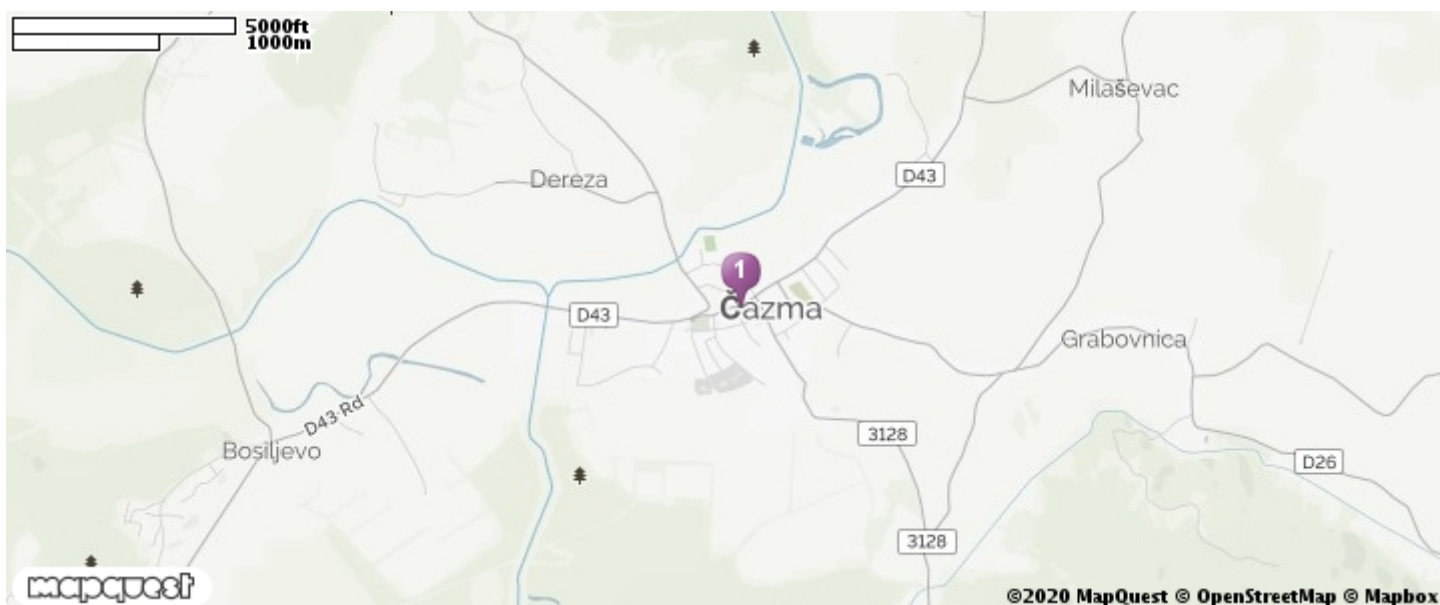 5000ft
1000m
Milaševac
D43
Dereza
1
Čazma
D43
Grabovnica
D43 Rd
3128
Bosiljevo
D26
3128
mapquest
©2020 MapQuest © OpenStreetMap © Mapbox